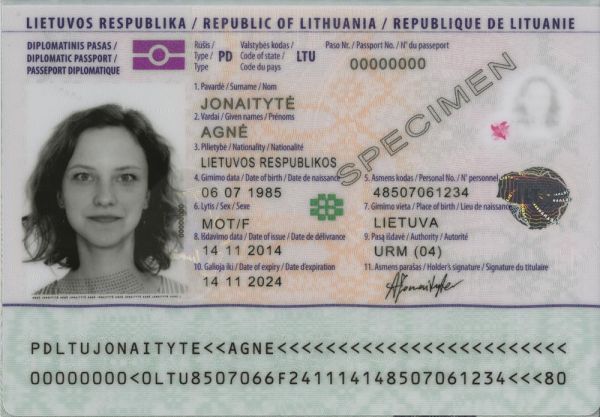 LIETUVOS RESPUBLIKA / REPUBLIC OF LITHUANIA / REPUBLIQUE DE LITUANIE
DIPLOMATINIS PASAS /
DIPLOMATIC PASSPORT /
PASSEPORT DIPLOMATIQUE
Rūšis /
Type / PD
Type
Valstybės kodas /
Code of state / LTU
Code du pays
Paso Nr. / Passport No. / N° du passeport
00000000
1. Pavardė / Surname / Nom
JONAITYTĖ
2. Vardai / Given names / Prénoms
AGNĖ
3. Pilietybė / Nationality / Nationalité
LIETUVOS RESPUBLIKOS
SPECIMEN
4. Gimimo data / Date of birth / Date de naissance
06 07 1985
5. Asmens kodas / Personal No. / N° personnel
48507061234
6. Lytis / Sex / Sexe
MOT/F
7. Gimimo vieta / Place of birth / Lieu de naissance
LIETUVA
8. Išdavimo data / Date of issue / Date de délivrance
14 11 2014
9. Pasą išdavė / Authority / Autorité
URM (04)
10. Galioja iki / Date of expiry / Date d'expiration
14 11 2024
11. Asmens parašas / Holder's signature / Signature du titulaire
AJonaityte
00000000
PDLTUJONAITYTE<<AGNE<<<<<<<<<<<<<<<<<<<<<<<<
00000000<0LTU8507066F241114148507061234<<<80